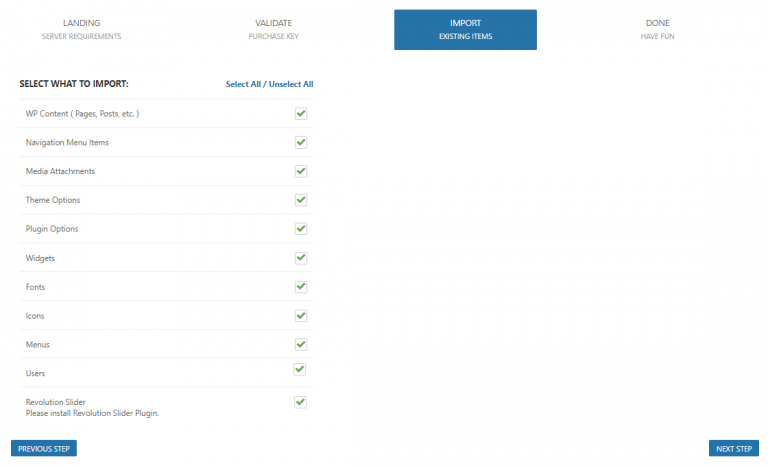 LANDING
SERVER REQUIREMENTS
VALIDATE
PURCHASE KEY
IMPORT
EXISTING ITEMS
DONE
HAVE FUN
SELECT WHAT TO IMPORT: Select All / Unselect All
WP Content ( Pages, Posts, etc. )
Navigation Menu Items
Media Attachments
Theme Options
Plugin Options
Widgets
Fonts
Icons
Menus
Users
Revolution Slider
Please install Revolution Slider Plugin.
PREVIOUS STEP
NEXT STEP